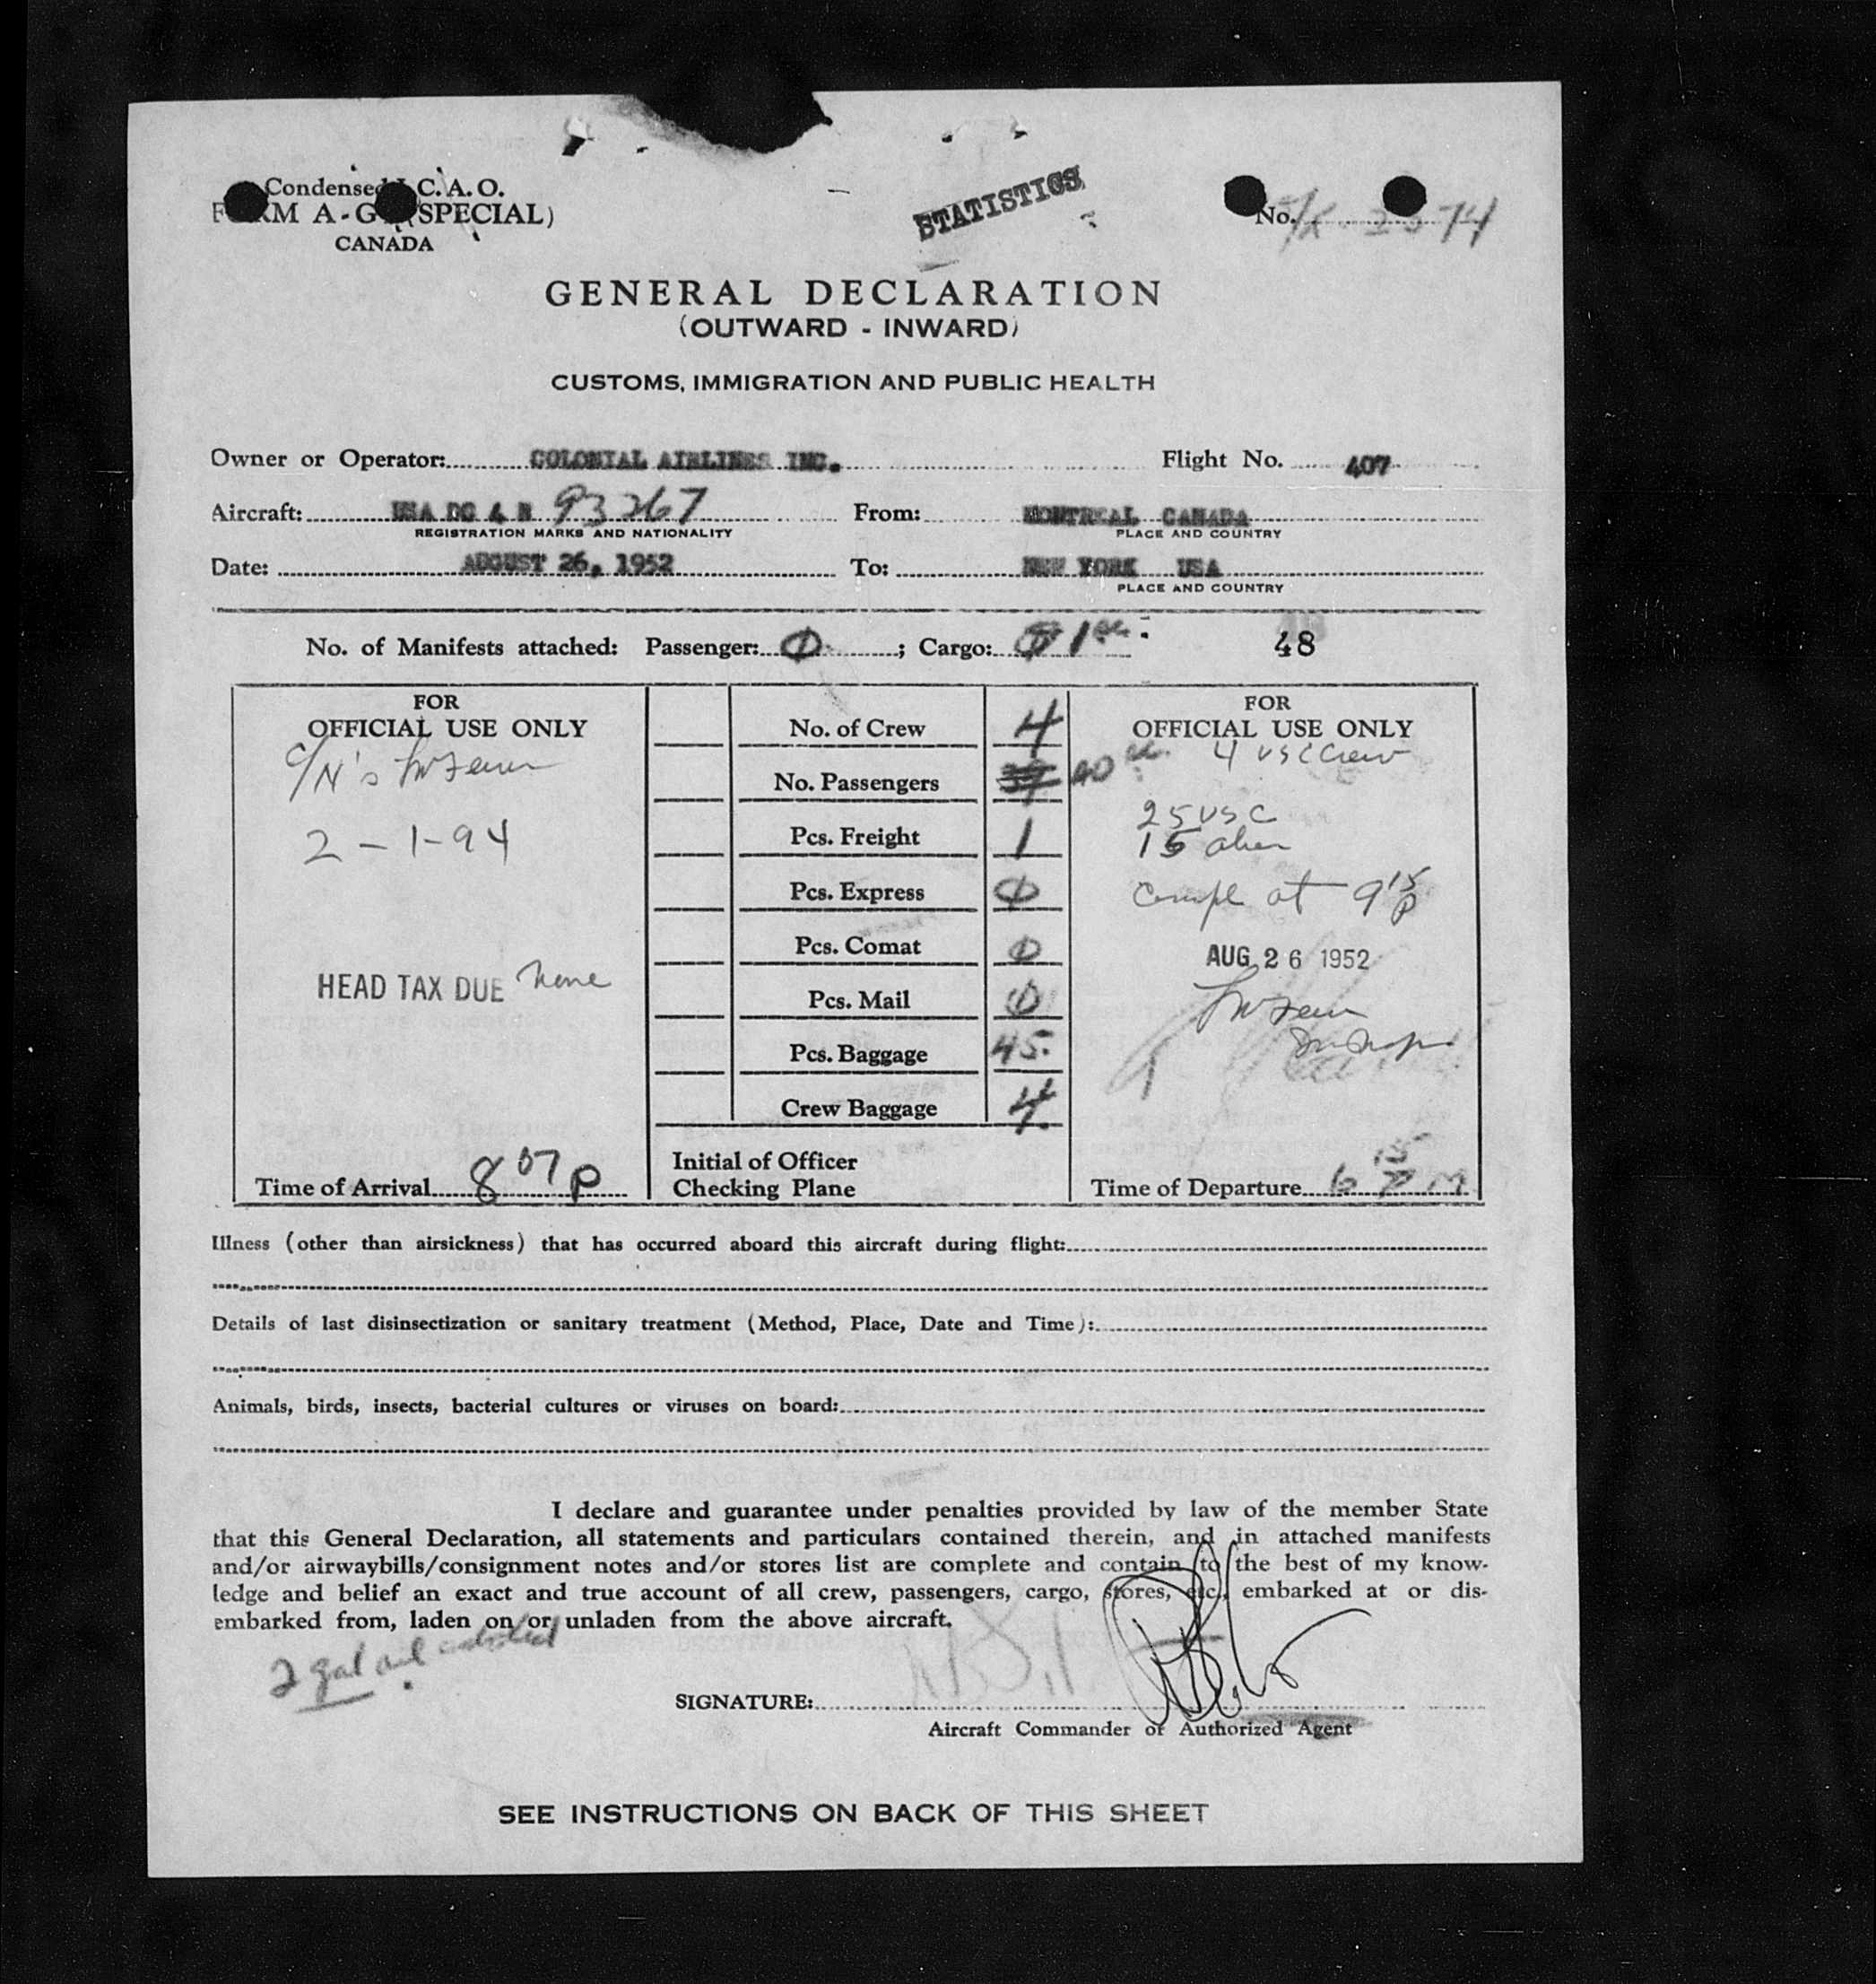 Condensed I.C.A.O.
FORM A-G (SPECIAL)
CANADA
STATISTICS
No. 74
GENERAL DECLARATION
(OUTWARD - INWARD)
CUSTOMS, IMMIGRATION AND PUBLIC HEALTH
Owner or Operator: COLONIAL AIRLINES INC. Flight No. 407
Aircraft: USA DC 4 N 93267 From: MONTREAL CANADA
REGISTRATION MARKS AND NATIONALITY PLACE AND COUNTRY
Date: AUGUST 26, 1952 To: NEW YORK USA
PLACE AND COUNTRY
No. of Manifests attached: Passenger: 0 ; Cargo: 1 48
FOR
OFFICIAL USE ONLY
C/N's
2-1-94
HEAD TAX DUE None
Time of Arrival 8 07 P
No. of Crew 4
No. Passengers 39 40
Pcs. Freight 1
Pcs. Express 0
Pcs. Comat 0
Pcs. Mail 0
Pcs. Baggage 45
Crew Baggage 4
Initial of Officer
Checking Plane
FOR
OFFICIAL USE ONLY
4 USC Crew
25 USC
15 alien
Compl at 9 15 P
AUG 26 1952
Time of Departure 6 15 PM
Illness (other than airsickness) that has occurred aboard this aircraft during flight:
Details of last disinsectization or sanitary treatment (Method, Place, Date and Time):
Animals, birds, insects, bacterial cultures or viruses on board:
I declare and guarantee under penalties provided by law of the member State
that this General Declaration, all statements and particulars contained therein, and in attached manifests
and/or airwaybills/consignment notes and/or stores list are complete and contain to the best of my know-
ledge and belief an exact and true account of all crew, passengers, cargo, stores, etc., embarked at or dis-
embarked from, laden on or unladen from the above aircraft.
2 gal oil
SIGNATURE:
Aircraft Commander or Authorized Agent
SEE INSTRUCTIONS ON BACK OF THIS SHEET